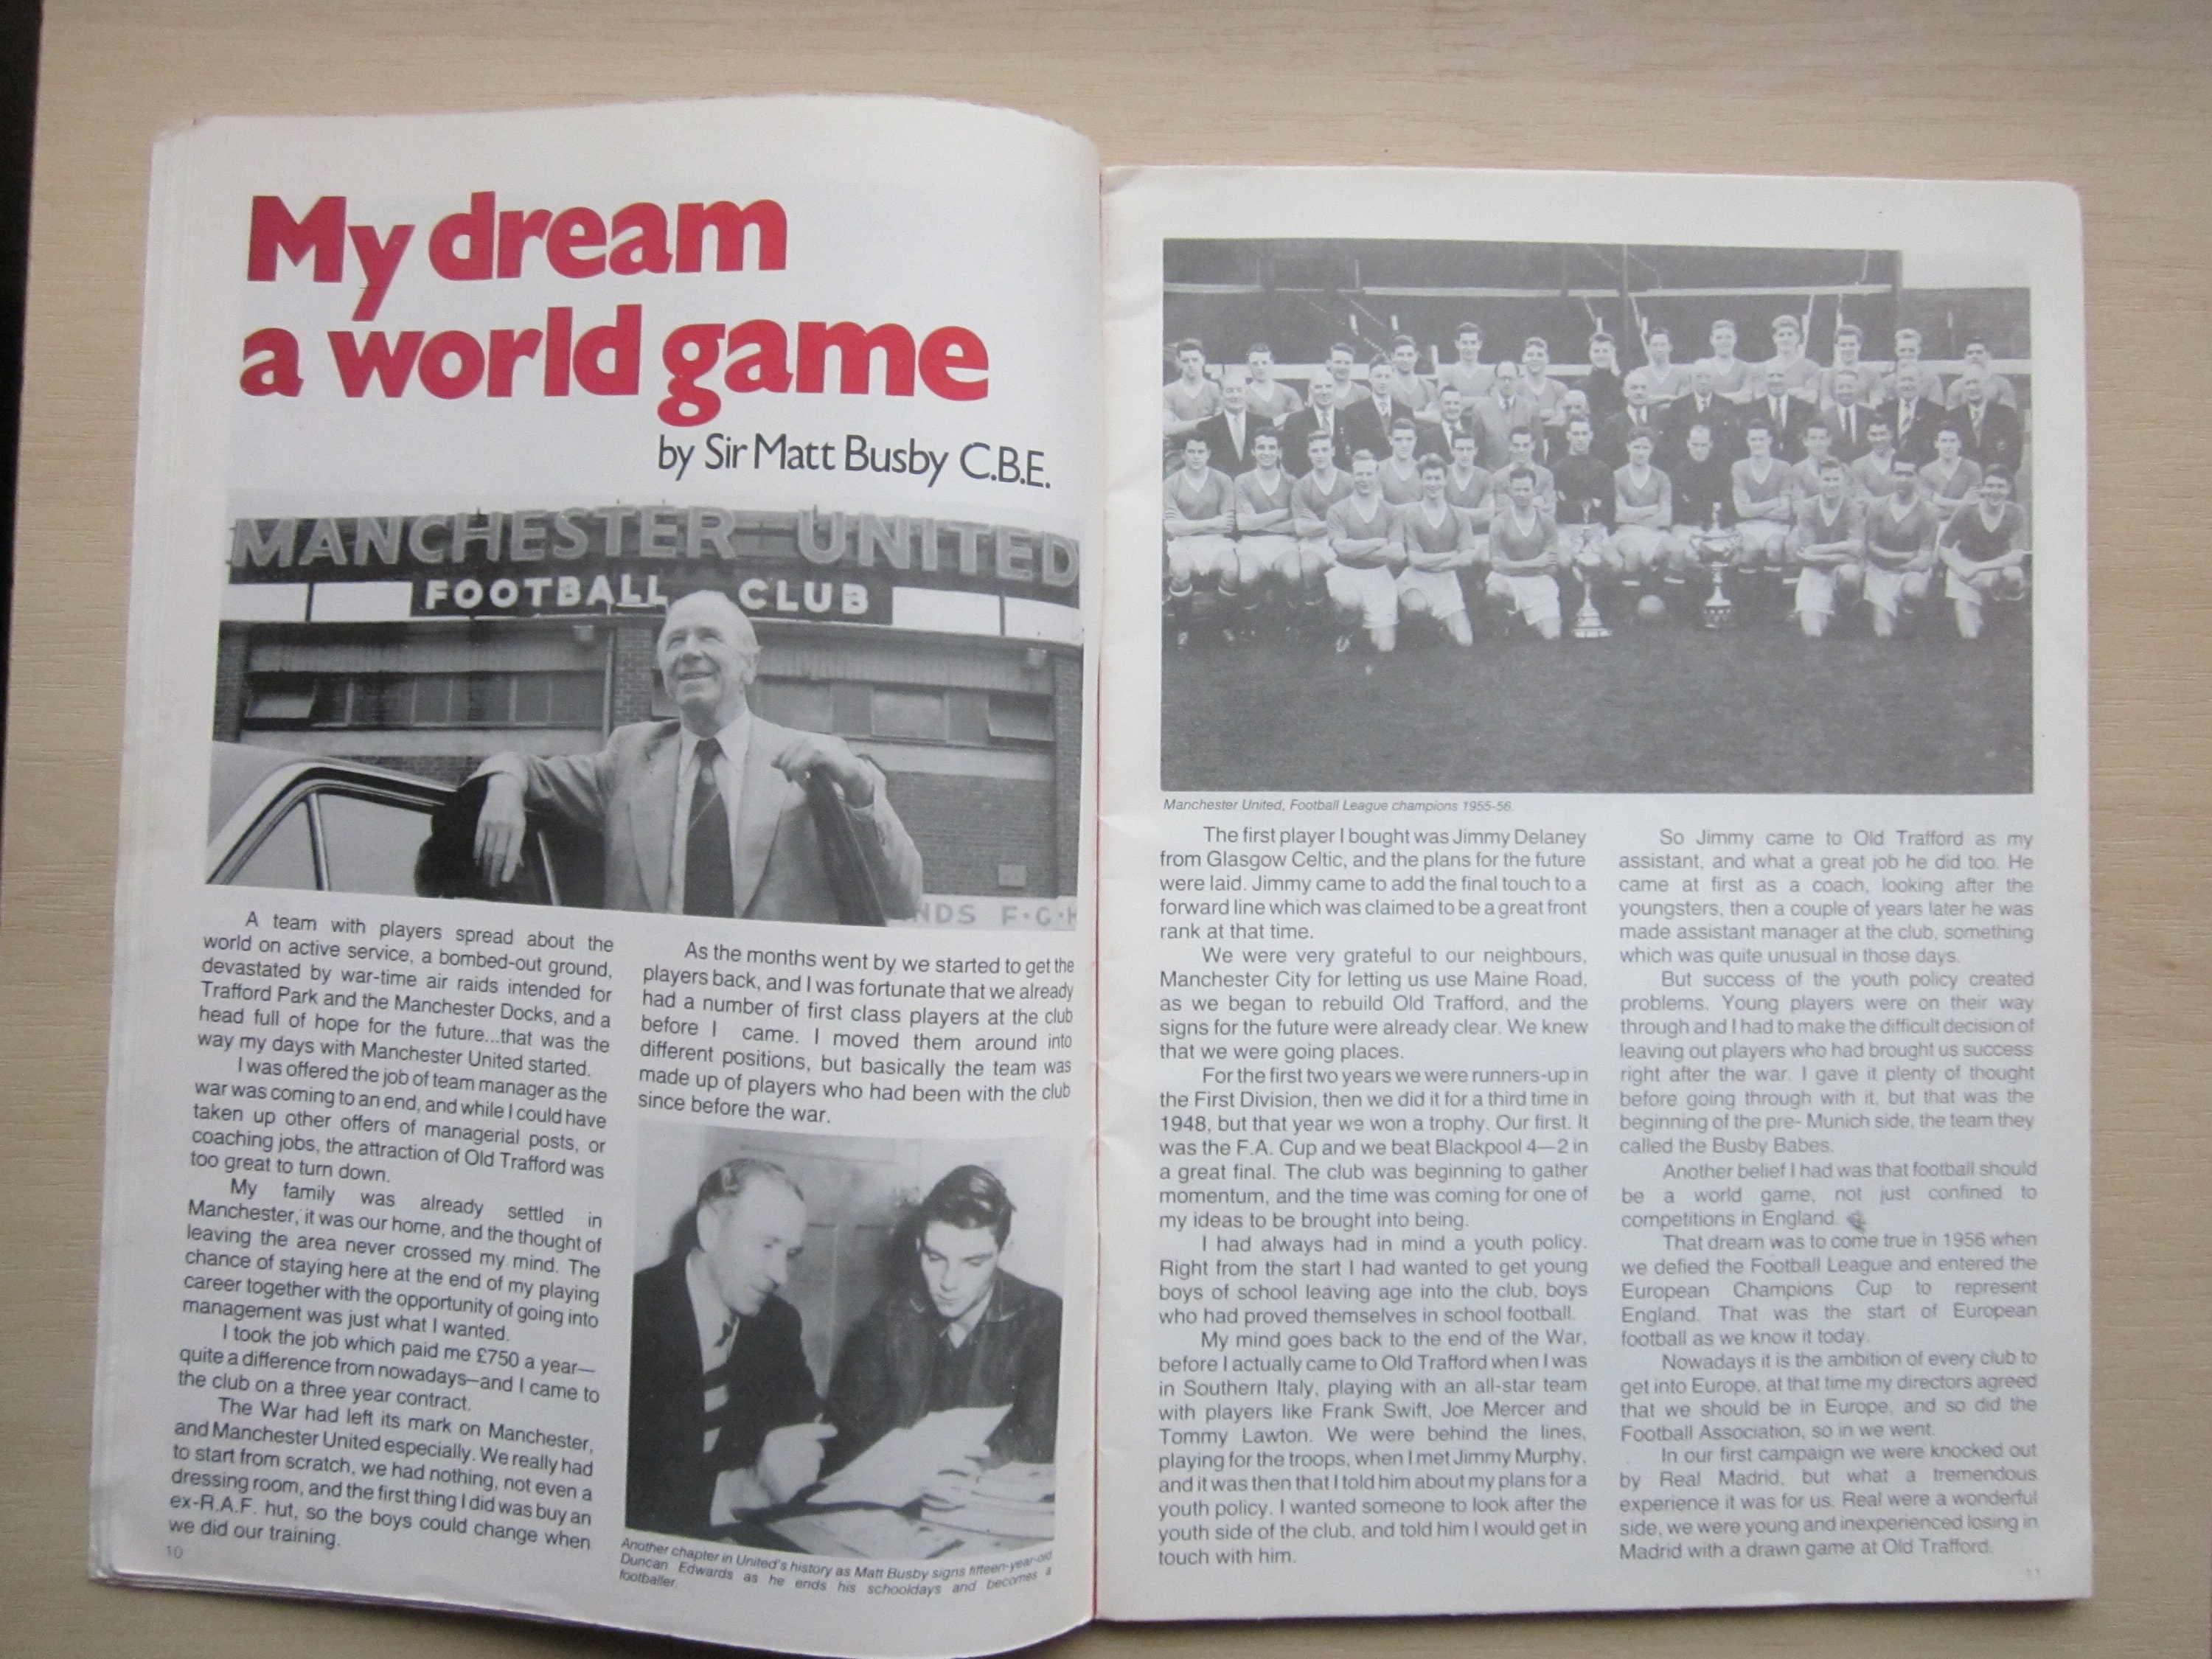 My dream
a world game
by Sir Matt Busby C.B.E.
MANCHESTER UNITED
FOOTBALL CLUB
NDS F·C·H
A team with players spread about the
world on active service, a bombed-out ground,
devastated by war-time air raids intended for
Trafford Park and the Manchester Docks, and a
head full of hope for the future...that was the
way my days with Manchester United started.
I was offered the job of team manager as the
war was coming to an end, and while I could have
taken up other offers of managerial posts, or
coaching jobs, the attraction of Old Trafford was
too great to turn down.
My family was already settled in
Manchester, it was our home, and the thought of
leaving the area never crossed my mind. The
chance of staying here at the end of my playing
career together with the opportunity of going into
management was just what I wanted.
I took the job which paid me £750 a year—
quite a difference from nowadays—and I came to
the club on a three year contract.
The War had left its mark on Manchester,
and Manchester United especially. We really had
to start from scratch, we had nothing, not even a
dressing room, and the first thing I did was buy an
ex-R.A.F. hut, so the boys could change when
we did our training.
10
As the months went by we started to get the
players back, and I was fortunate that we already
had a number of first class players at the club
before I came. I moved them around into
different positions, but basically the team was
made up of players who had been with the club
since before the war.
Another chapter in United's history as Matt Busby signs fifteen-year-old
Duncan Edwards as he ends his schooldays and becomes a
footballer.
Manchester United, Football League champions 1955-56.
The first player I bought was Jimmy Delaney
from Glasgow Celtic, and the plans for the future
were laid. Jimmy came to add the final touch to a
forward line which was claimed to be a great front
rank at that time.
We were very grateful to our neighbours,
Manchester City for letting us use Maine Road,
as we began to rebuild Old Trafford, and the
signs for the future were already clear. We knew
that we were going places.
For the first two years we were runners-up in
the First Division, then we did it for a third time in
1948, but that year we won a trophy. Our first. It
was the F.A. Cup and we beat Blackpool 4—2 in
a great final. The club was beginning to gather
momentum, and the time was coming for one of
my ideas to be brought into being.
I had always had in mind a youth policy.
Right from the start I had wanted to get young
boys of school leaving age into the club, boys
who had proved themselves in school football.
My mind goes back to the end of the War,
before I actually came to Old Trafford when I was
in Southern Italy, playing with an all-star team
with players like Frank Swift, Joe Mercer and
Tommy Lawton. We were behind the lines,
playing for the troops, when I met Jimmy Murphy,
and it was then that I told him about my plans for a
youth policy. I wanted someone to look after the
youth side of the club, and told him I would get in
touch with him.
So Jimmy came to Old Trafford as my
assistant, and what a great job he did too. He
came at first as a coach, looking after the
youngsters, then a couple of years later he was
made assistant manager at the club, something
which was quite unusual in those days.
But success of the youth policy created
problems. Young players were on their way
through and I had to make the difficult decision of
leaving out players who had brought us success
right after the war. I gave it plenty of thought
before going through with it, but that was the
beginning of the pre- Munich side, the team they
called the Busby Babes.
Another belief I had was that football should
be a world game, not just confined to
competitions in England.
That dream was to come true in 1956 when
we defied the Football League and entered the
European Champions Cup to represent
England. That was the start of European
football as we know it today.
Nowadays it is the ambition of every club to
get into Europe, at that time my directors agreed
that we should be in Europe, and so did the
Football Association, so in we went.
In our first campaign we were knocked out
by Real Madrid, but what a tremendous
experience it was for us. Real were a wonderful
side, we were young and inexperienced losing in
Madrid with a drawn game at Old Trafford.
11